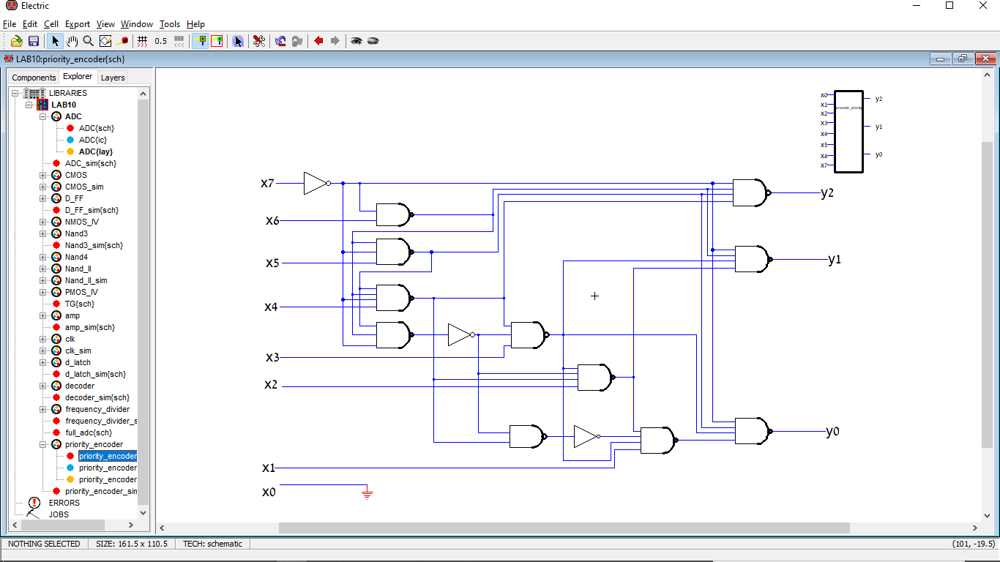 Electric
File Edit Cell Export View Window Tools Help
0.5
LAB10:priority_encoder{sch}
Components Explorer Layers
LIBRARIES
LAB10
ADC
ADC{sch}
ADC{ic}
ADC{lay}
ADC_sim{sch}
CMOS
CMOS_sim
D_FF
D_FF_sim{sch}
NMOS_IV
Nand3
Nand3_sim{sch}
Nand4
Nand_II
Nand_II_sim
PMOS_IV
TG{sch}
amp
amp_sim{sch}
clk
clk_sim
d_latch
d_latch_sim{sch}
decoder
decoder_sim{sch}
frequency_divider
frequency_divider_s
full_adc{sch}
priority_encoder
priority_encoder
priority_encoder
priority_encoder
priority_encoder_sim
ERRORS
JOBS
x0
x1
x2
x3
x4
x5
x6
x7
encoder_priority
y2
y1
y0
X7
X6
X5
X4
X3
X2
X1
X0
y2
y1
y0
NOTHING SELECTED SIZE: 161.5 x 110.5 TECH: schematic (101, -19.5)